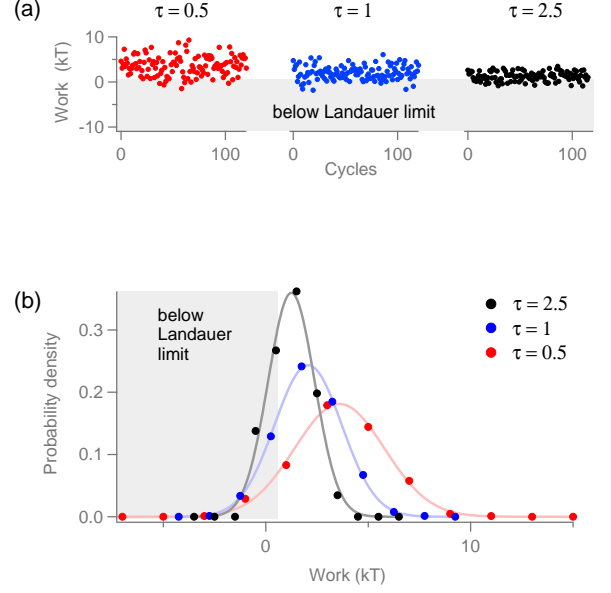 (a)
τ = 0.5
τ = 1
τ = 2.5
Work (kT)
10
0
-10
below Landauer limit
0
100
0
100
0
100
Cycles
(b)
Probability density
0.3
0.2
0.1
0.0
below
Landauer
limit
τ = 2.5
τ = 1
τ = 0.5
0
10
Work (kT)